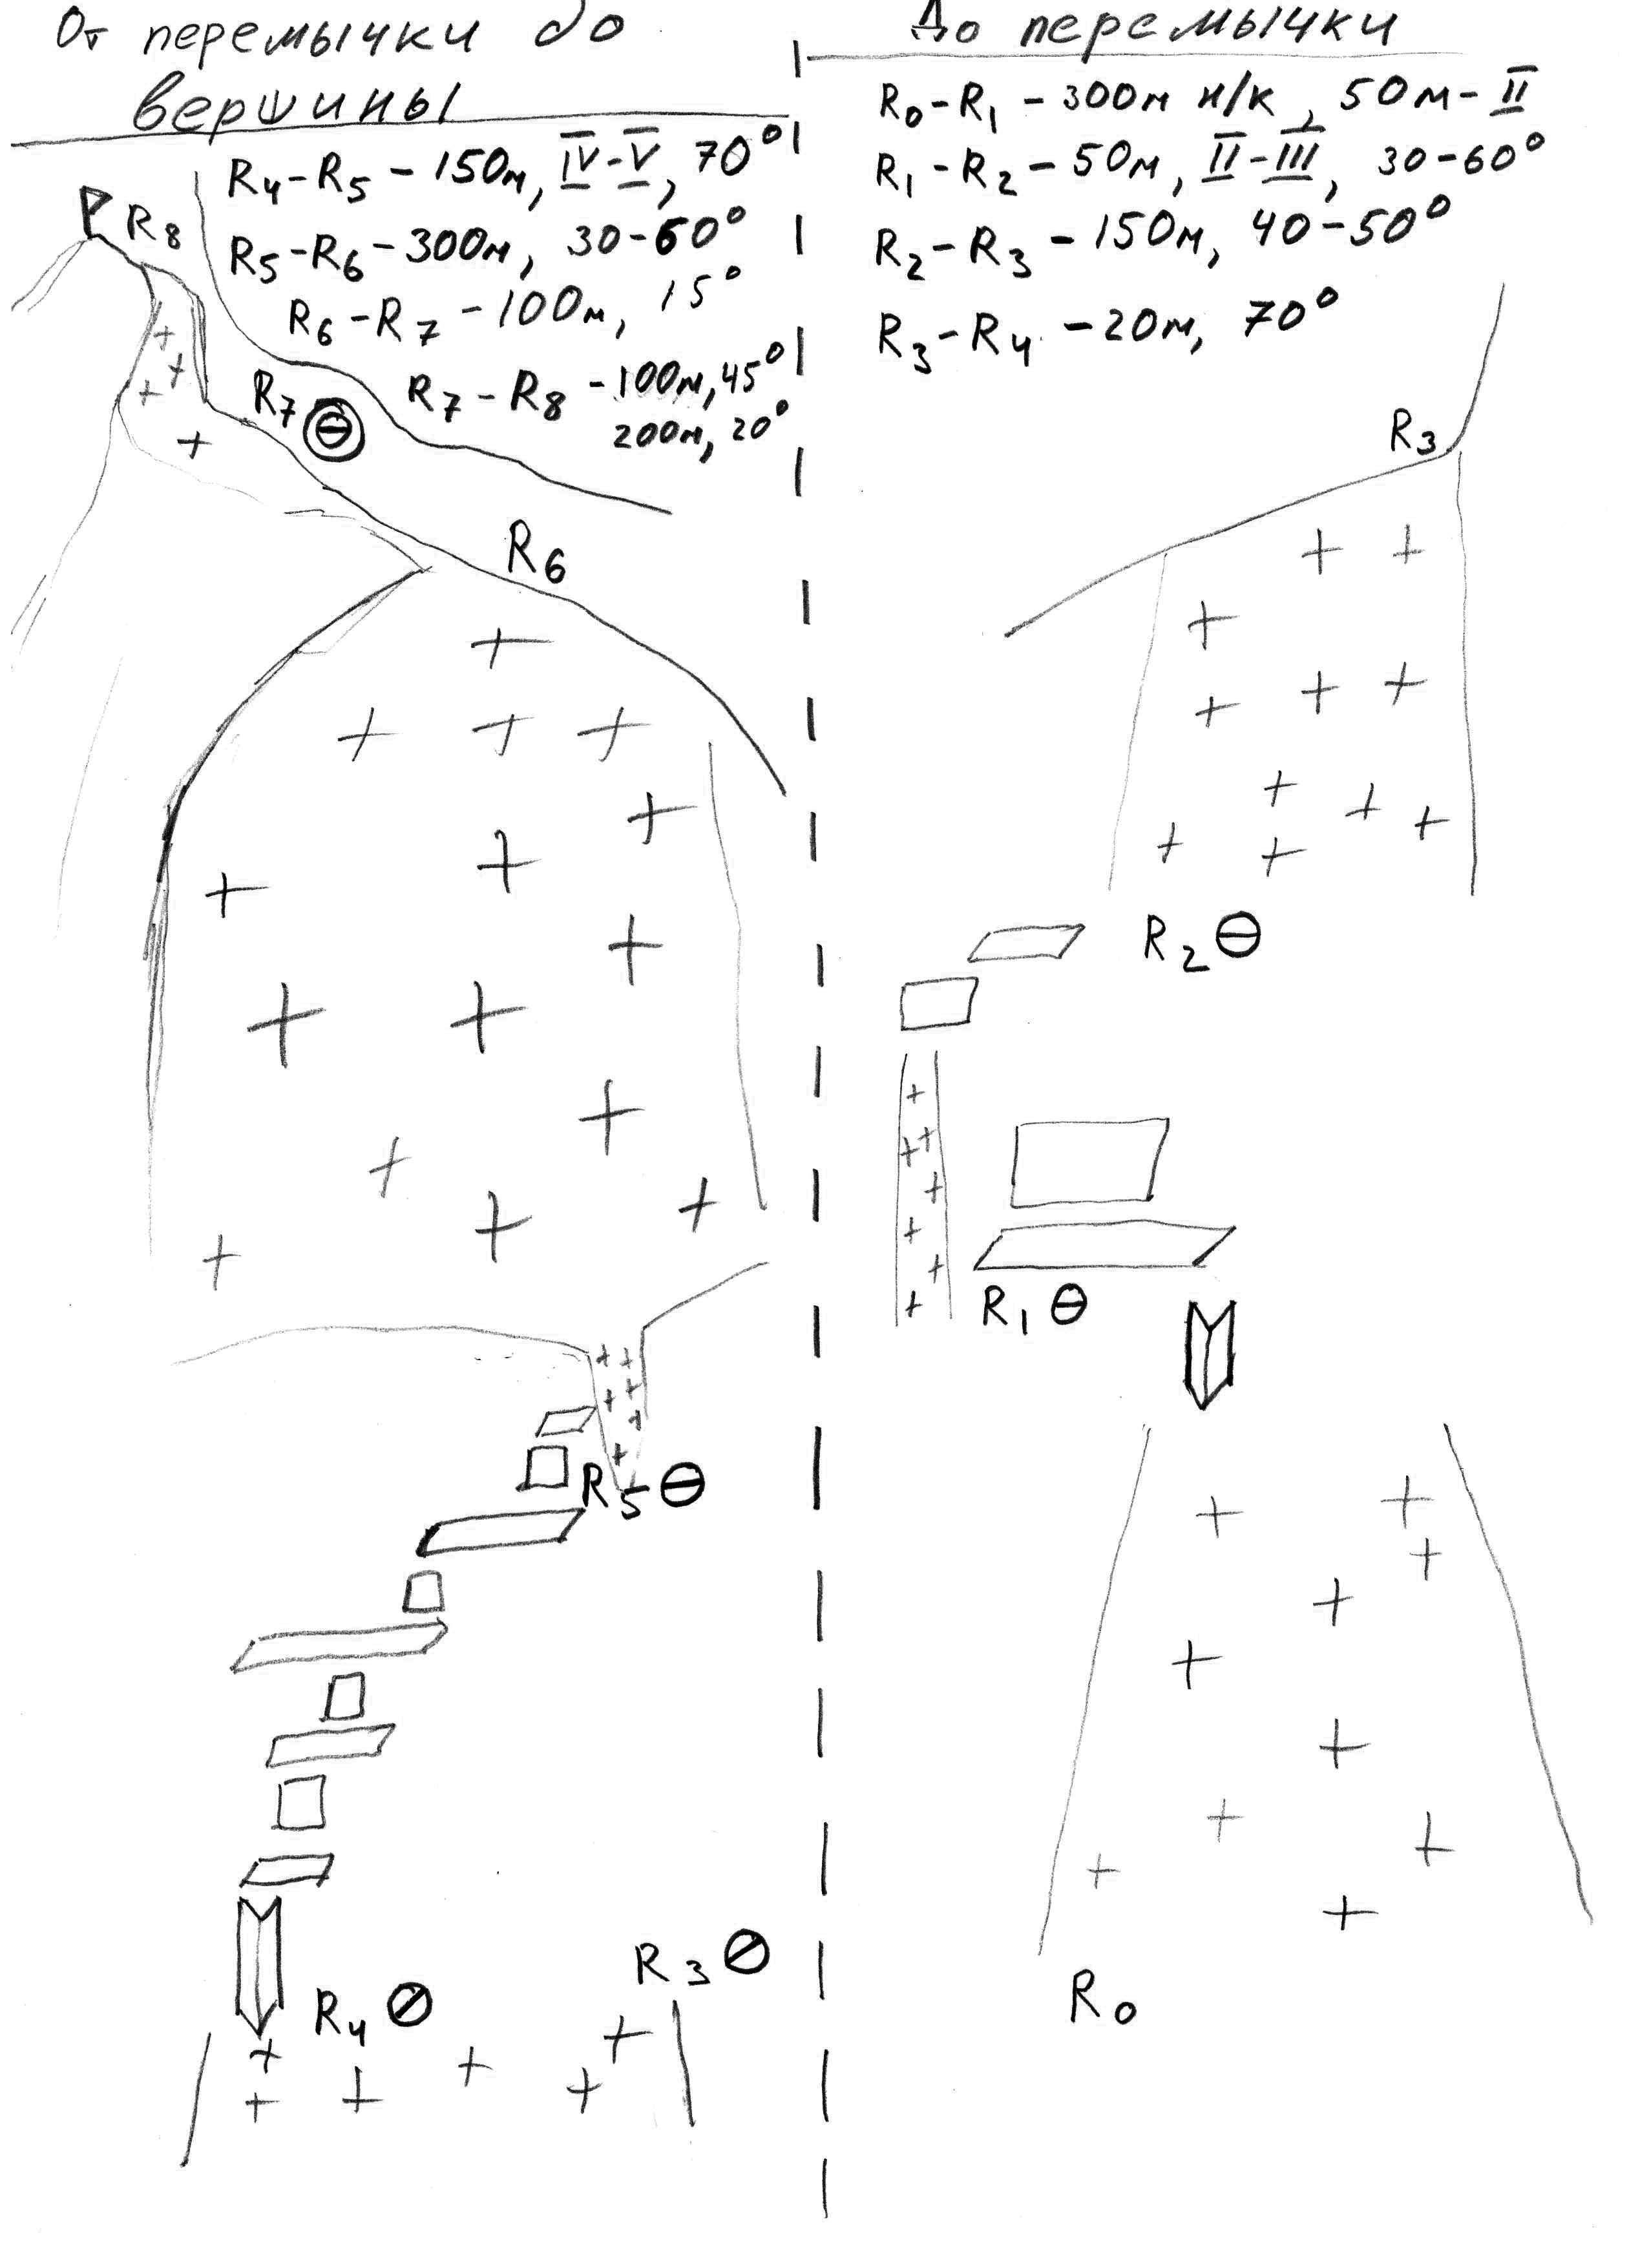 От перемычки до
вершины
R4-R5 - 150м, IV-V, 70°
R5-R6 - 300м, 30-60°
R6-R7 - 100м, 15°
R7-R8 - 100м, 45°
200м, 20°
R8
R7
R6
R5
R4
R3
До перемычки
R0-R1 - 300м н/к, 50м - II
R1-R2 - 50м, II-III, 30-60°
R2-R3 - 150м, 40-50°
R3-R4 - 20м, 70°
R3
R2
R1
R0